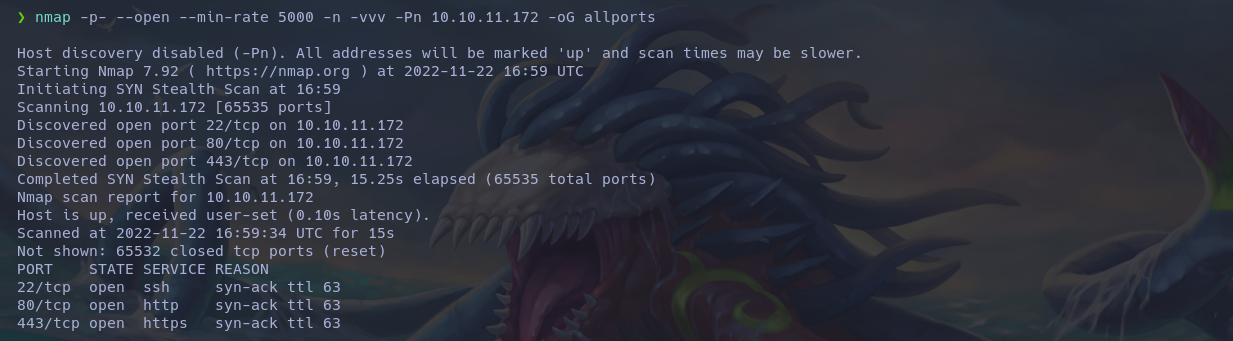 ❯ nmap -p- --open --min-rate 5000 -n -vvv -Pn 10.10.11.172 -oG allports
Host discovery disabled (-Pn). All addresses will be marked 'up' and scan times may be slower.
Starting Nmap 7.92 ( https://nmap.org ) at 2022-11-22 16:59 UTC
Initiating SYN Stealth Scan at 16:59
Scanning 10.10.11.172 [65535 ports]
Discovered open port 22/tcp on 10.10.11.172
Discovered open port 80/tcp on 10.10.11.172
Discovered open port 443/tcp on 10.10.11.172
Completed SYN Stealth Scan at 16:59, 15.25s elapsed (65535 total ports)
Nmap scan report for 10.10.11.172
Host is up, received user-set (0.10s latency).
Scanned at 2022-11-22 16:59:34 UTC for 15s
Not shown: 65532 closed tcp ports (reset)
PORT    STATE SERVICE REASON
22/tcp  open  ssh     syn-ack ttl 63
80/tcp  open  http    syn-ack ttl 63
443/tcp open  https   syn-ack ttl 63